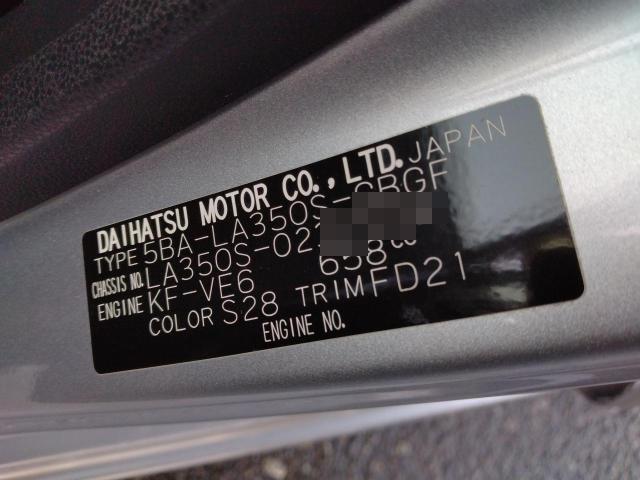 DAIHATSU MOTOR CO., LTD. JAPAN
TYPE 5BA-LA350S-GBGF
CHASSIS NO. LA350S-02
ENGINE KF-VE6 658cc
COLOR S28 TRIM FD21
ENGINE NO.